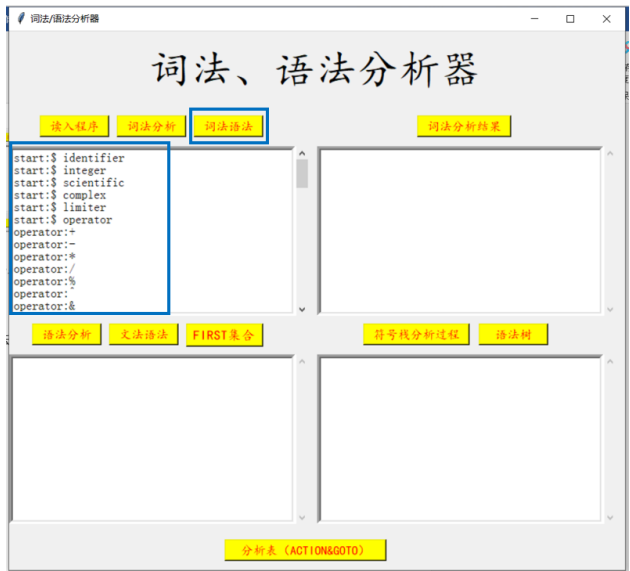 词法/语法分析器
词法、语法分析器
读入程序 词法分析 词法语法 词法分析结果
start:$ identifier
start:$ integer
start:$ scientific
start:$ complex
start:$ limiter
start:$ operator
operator:+
operator:-
operator:*
operator:/
operator:%
operator:^
operator:&
语法分析 文法语法 FIRST集合 符号栈分析过程 语法树
分析表（ACTION&GOTO）